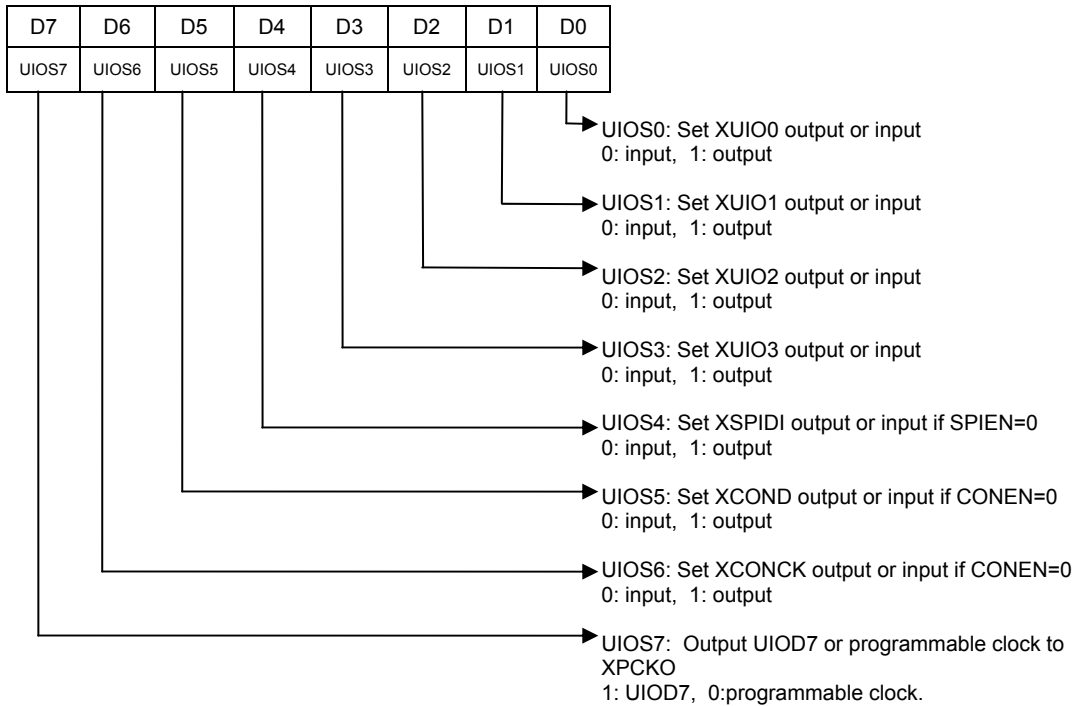 D7 D6 D5 D4 D3 D2 D1 D0
UIOS7 UIOS6 UIOS5 UIOS4 UIOS3 UIOS2 UIOS1 UIOS0
UIOS0: Set XUIO0 output or input
0: input, 1: output
UIOS1: Set XUIO1 output or input
0: input, 1: output
UIOS2: Set XUIO2 output or input
0: input, 1: output
UIOS3: Set XUIO3 output or input
0: input, 1: output
UIOS4: Set XSPIDI output or input if SPIEN=0
0: input, 1: output
UIOS5: Set XCOND output or input if CONEN=0
0: input, 1: output
UIOS6: Set XCONCK output or input if CONEN=0
0: input, 1: output
UIOS7: Output UIOD7 or programmable clock to
XPCKO
1: UIOD7, 0:programmable clock.